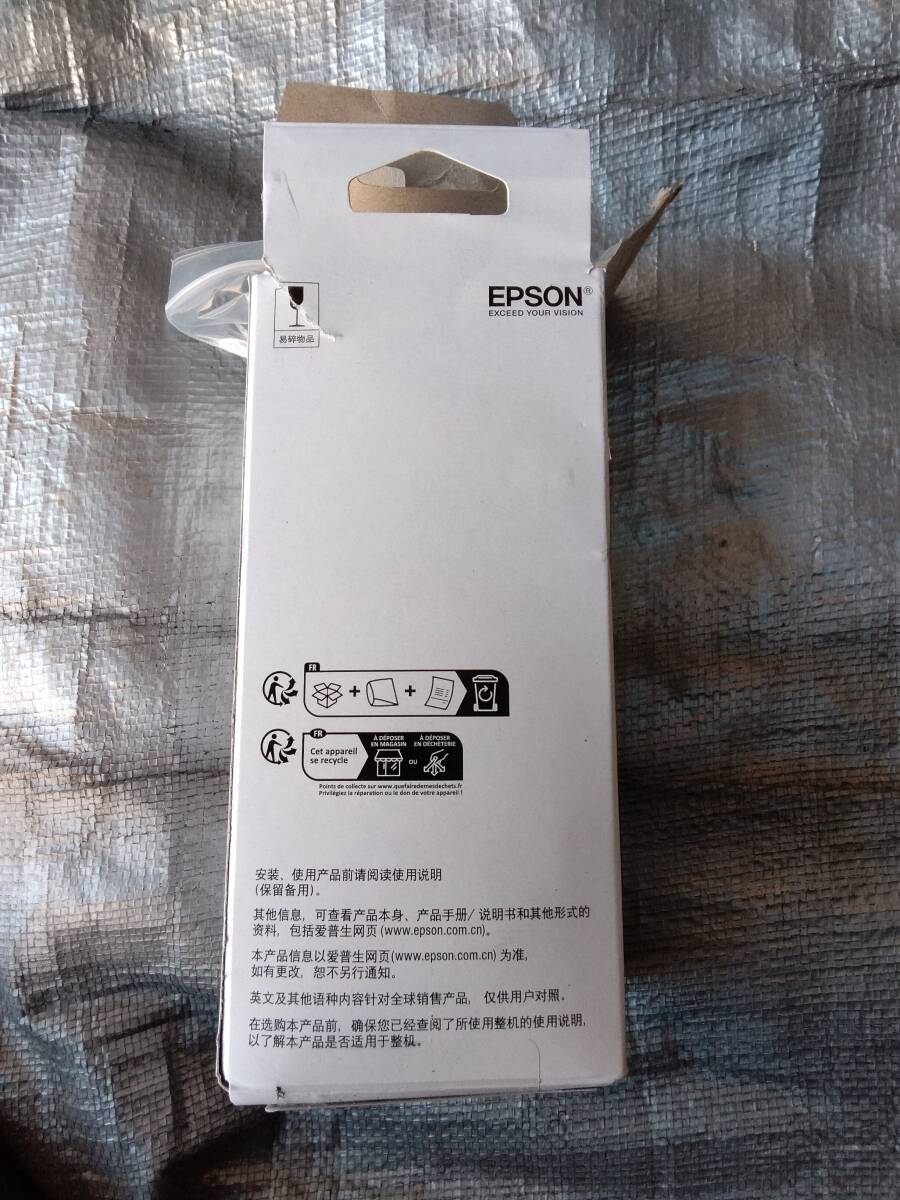 EPSON®
EXCEED YOUR VISION
易碎物品
FR
+ +
FR
Cet appareil
se recycle
À DÉPOSER
EN MAGASIN
OU
À DÉPOSER
EN DÉCHÈTERIE
Points de collecte sur www.quefairedemesdechets.fr
Privilégiez la réparation ou le don de votre appareil !
安装、使用产品前请阅读使用说明
(保留备用)。
其他信息,可查看产品本身、产品手册/ 说明书和其他形式的
资料,包括爱普生网页(www.epson.com.cn)。
本产品信息以爱普生网页(www.epson.com.cn) 为准,
如有更改,恕不另行通知。
英文及其他语种内容针对全球销售产品, 仅供用户对照。
在选购本产品前,确保您已经查阅了所使用整机的使用说明,
以了解本产品是否适用于整机。